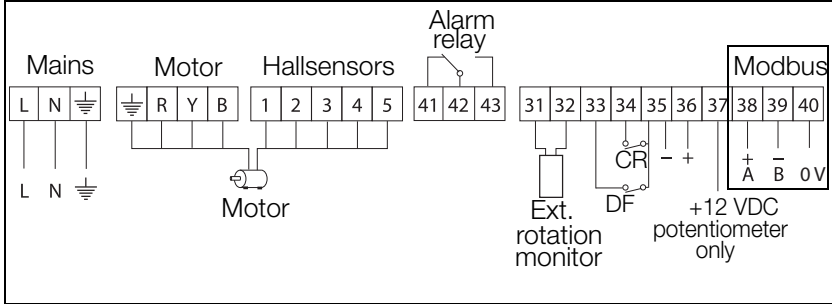 Alarm
relay
Mains Motor Hallsensors Modbus
L N R Y B 1 2 3 4 5 41 42 43 31 32 33 34 35 36 37 38 39 40
CR − + + −
L N A B 0 V
DF
Motor Ext. +12 VDC
rotation potentiometer
monitor only